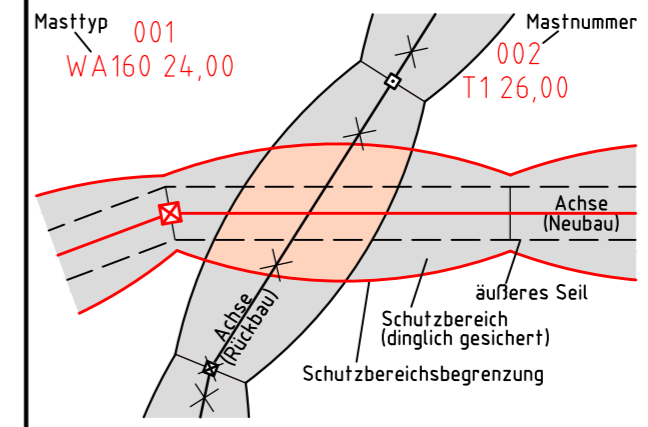 Masttyp
001
WA160 24,00
Mastnummer
002
T1 26,00
Achse
(Neubau)
äußeres Seil
Achse
(Rückbau)
Schutzbereich
(dinglich gesichert)
Schutzbereichsbegrenzung